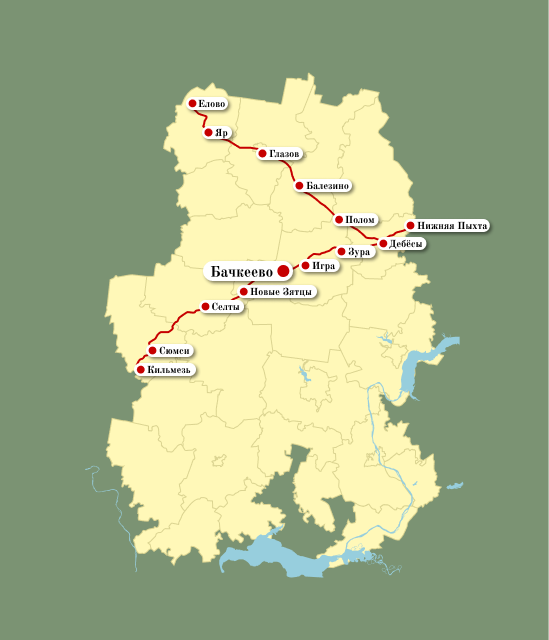 Елово
Яр
Глазов
Балезино
Полом
Нижняя Пыхта
Дебёсы
Зура
Игра
Бачкеево
Новые Зятцы
Селты
Сюмси
Кильмезь